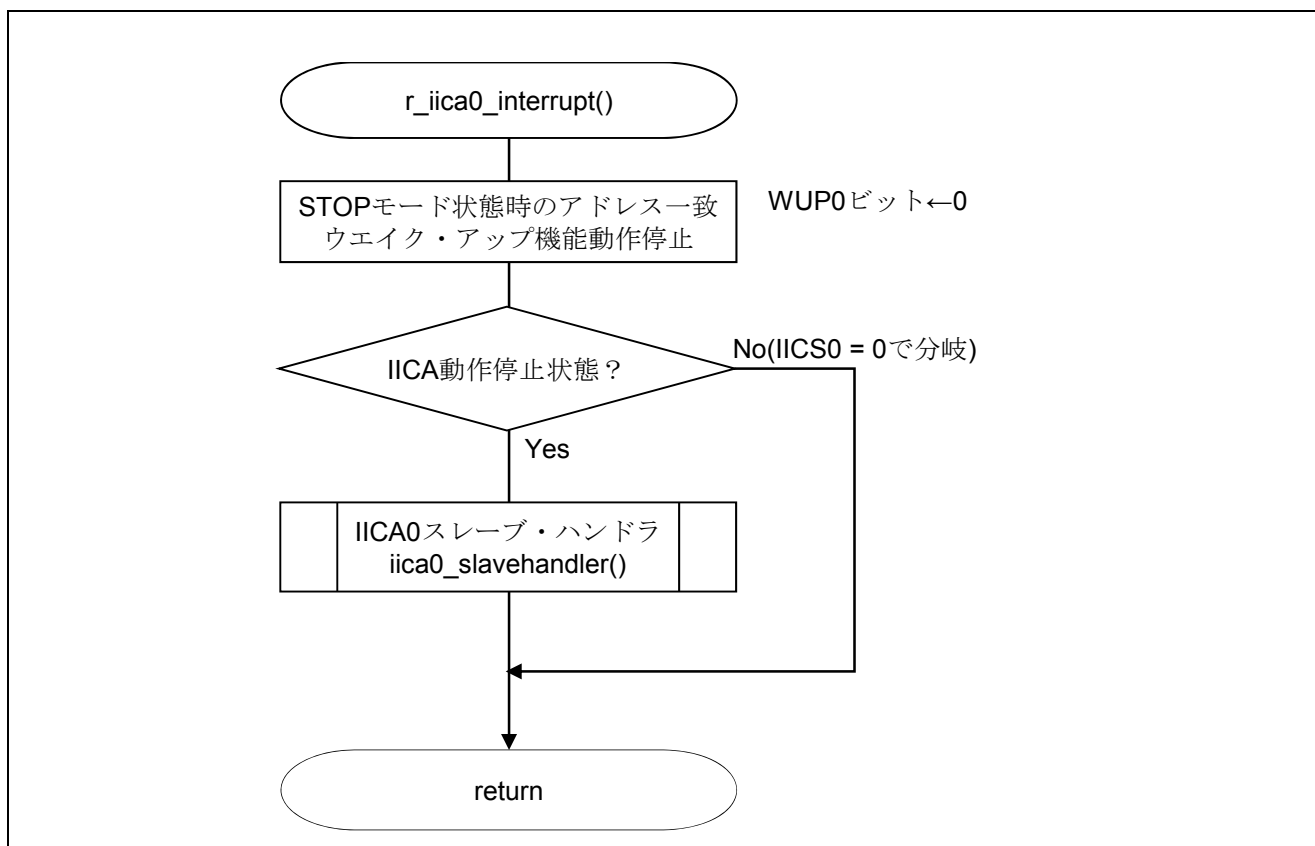 r_iica0_interrupt()
STOPモード状態時のアドレス一致
ウエイク・アップ機能動作停止
WUP0ビット←0
IICA動作停止状態？
No(IICS0 = 0で分岐)
Yes
IICA0スレーブ・ハンドラ
iica0_slavehandler()
return